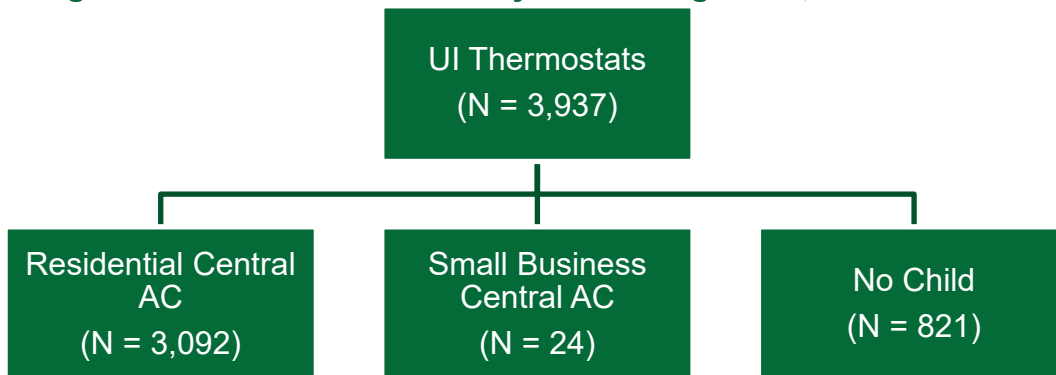 UI Thermostats
(N = 3,937)
Residential Central
AC
(N = 3,092)
Small Business
Central AC
(N = 24)
No Child
(N = 821)